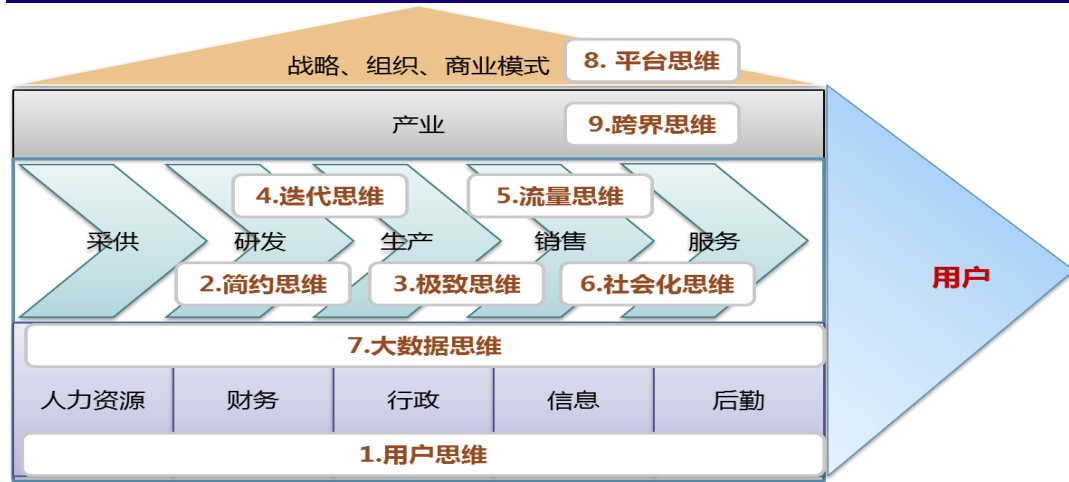 战略、组织、商业模式
8. 平台思维
产业
9.跨界思维
4.迭代思维
5.流量思维
采供
研发
生产
销售
服务
用户
2.简约思维
3.极致思维
6.社会化思维
7.大数据思维
人力资源
财务
行政
信息
后勤
1.用户思维